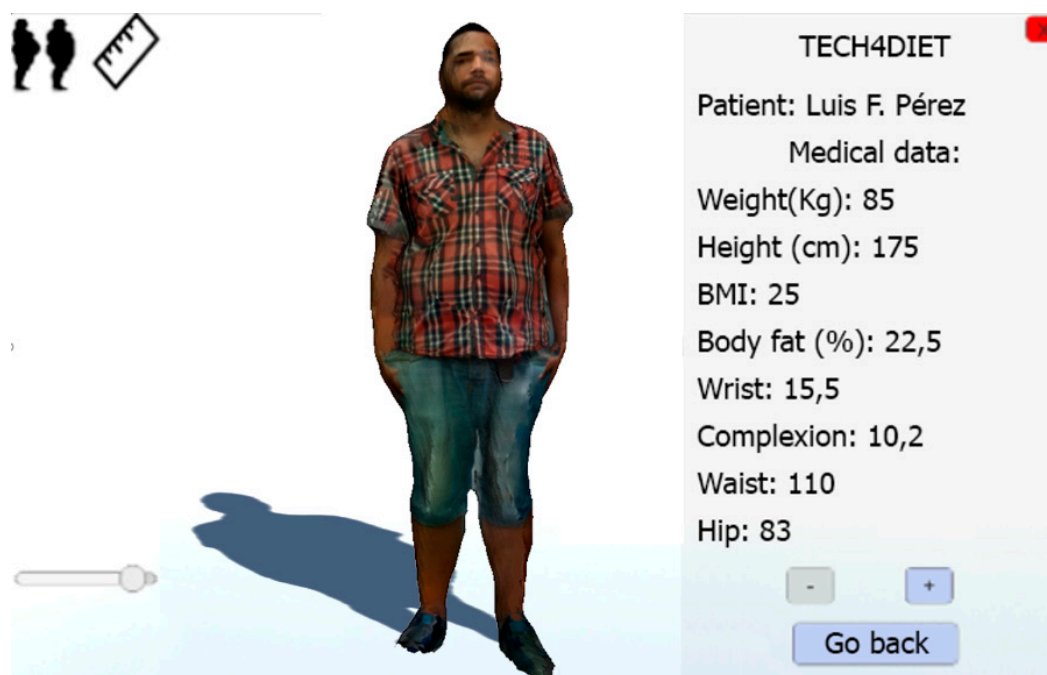 TECH4DIET
Patient: Luis F. Pérez
Medical data:
Weight(Kg): 85
Height (cm): 175
BMI: 25
Body fat (%): 22,5
Wrist: 15,5
Complexion: 10,2
Waist: 110
Hip: 83
- +
Go back